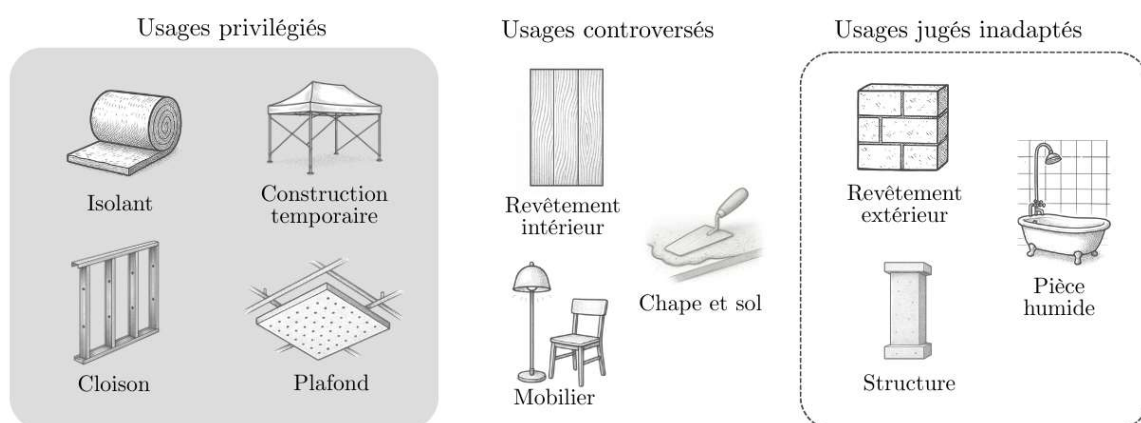 Usages privilégiés
Isolant
Construction
temporaire
Cloison
Plafond
Usages controversés
Revêtement
intérieur
Chape et sol
Mobilier
Usages jugés inadaptés
Revêtement
extérieur
Pièce
humide
Structure